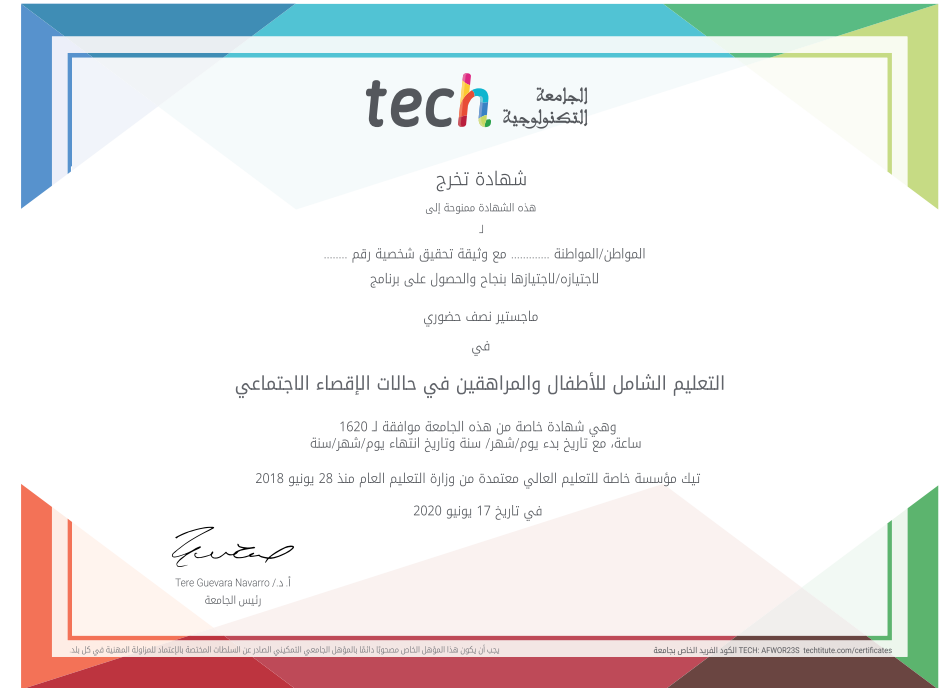 tech الجامعة
التكنولوجية
شهادة تخرج
هذه الشهادة ممنوحة إلى
لـ
المواطن/المواطنة ............. مع وثيقة تحقيق شخصية رقم ........
لاجتيازه/لاجتيازها بنجاح والحصول على برنامج
ماجستير نصف حضوري
في
التعليم الشامل للأطفال والمراهقين في حالات الإقصاء الاجتماعي
وهي شهادة خاصة من هذه الجامعة موافقة لـ 1620
ساعة، مع تاريخ بدء يوم/شهر/ سنة وتاريخ انتهاء يوم/شهر/سنة
تيك مؤسسة خاصة للتعليم العالي معتمدة من وزارة التعليم العام منذ 28 يونيو 2018
في تاريخ 17 يونيو 2020
أ. د./ Tere Guevara Navarro
رئيس الجامعة
يجب أن يكون هذا المؤهل الخاص مصحوبًا دائمًا بالمؤهل الجامعي التمكيني الصادر عن السلطات المختصة بالإعتماد للمزاولة المهنية في كل بلد.
الكود الفريد الخاص بجامعة TECH: AFWOR23S techtitute.com/certificates